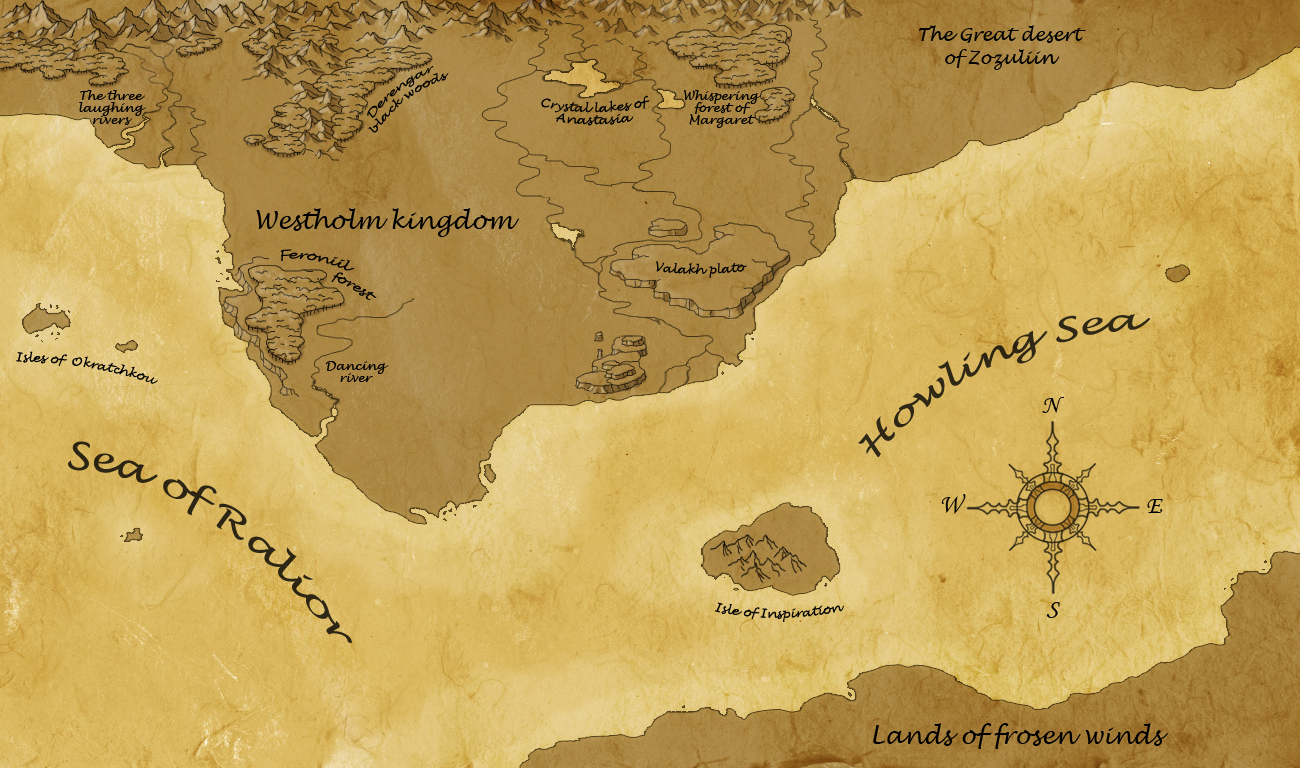 The Great desert
of Zozuliin
The three
laughing
rivers
Derengar
black woods
Crystal lakes of
Anastasia
Whispering
forest of
Margaret
Westholm kingdom
Feroniil
forest
Valakh plato
Isles of Okratchkou
Dancing
river
Howling Sea
Sea of Ralior
N
W
E
S
Isle of Inspiration
Lands of frosen winds